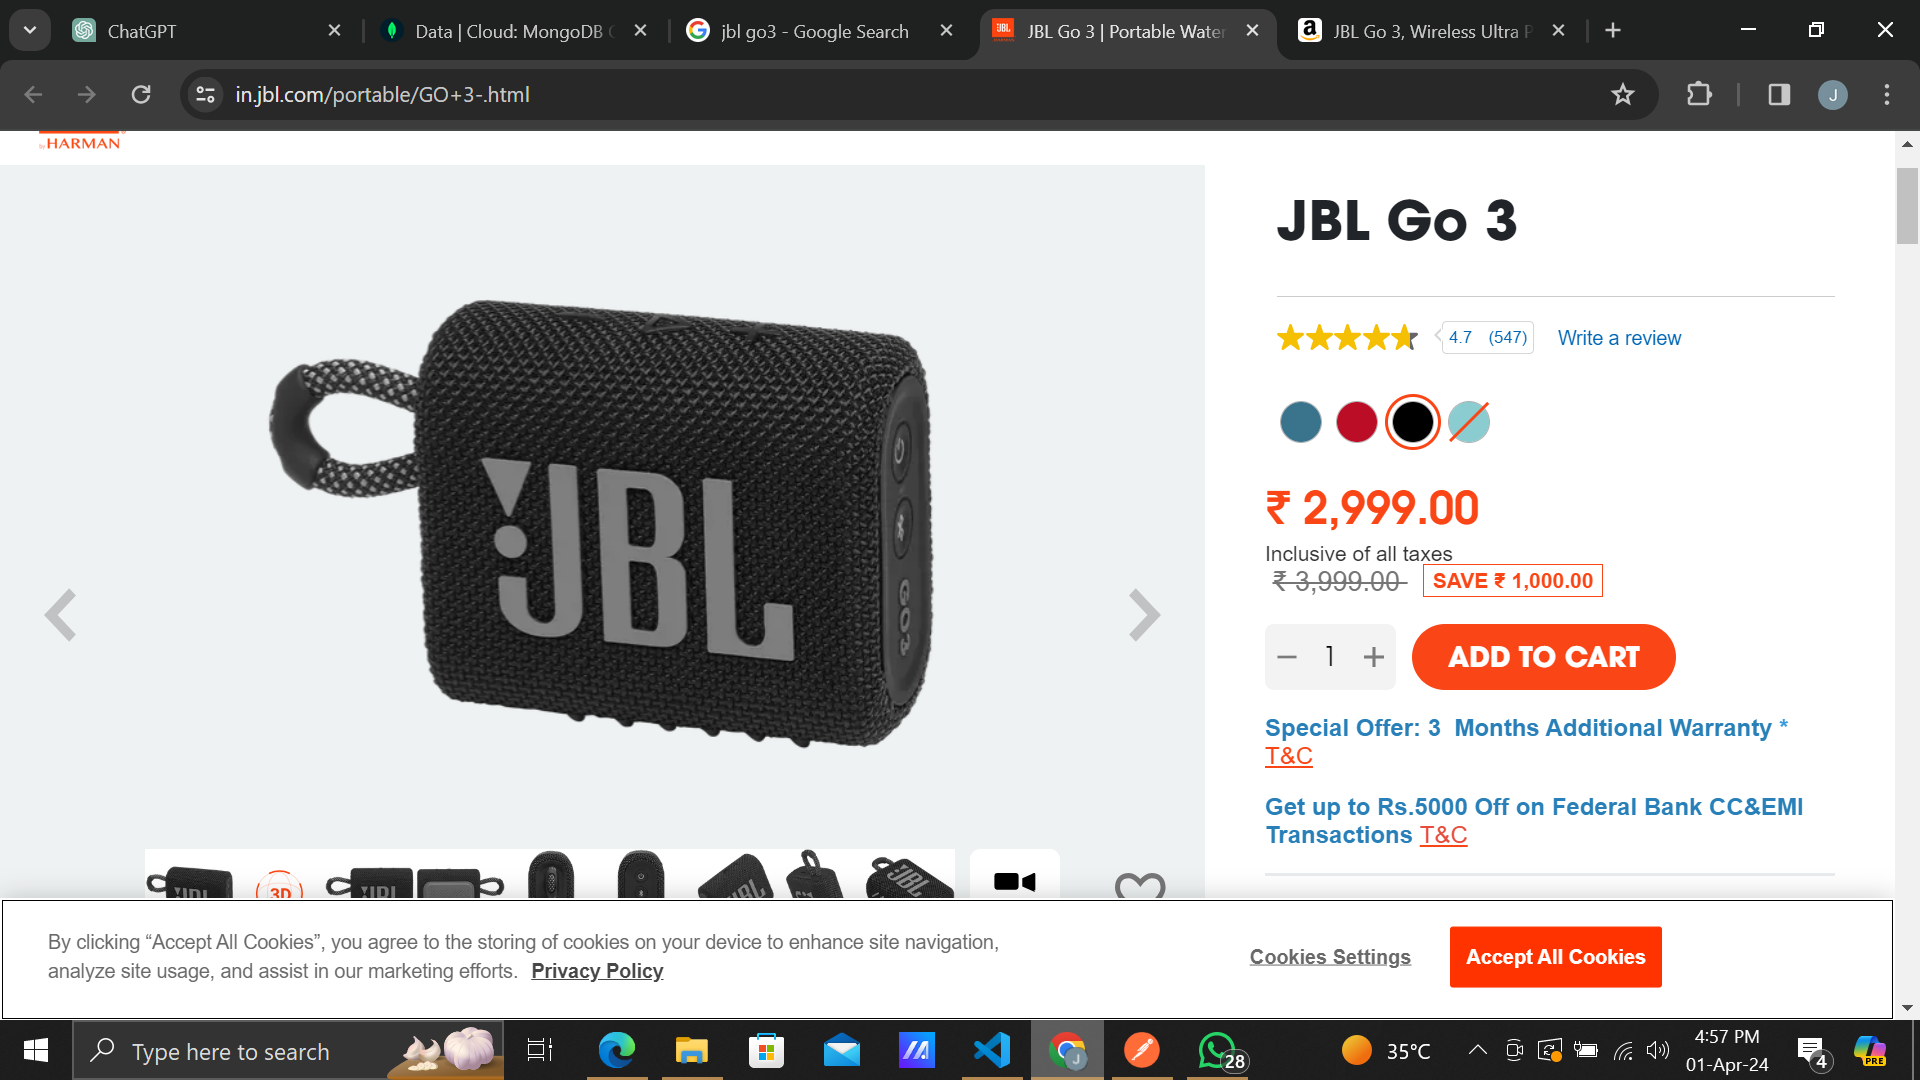 ChatGPT
Data | Cloud: MongoDB
jbl go3 - Google Search
JBL Go 3 | Portable Water
JBL Go 3, Wireless Ultra P
in.jbl.com/portable/GO+3-.html
J
by HARMAN
JBL Go 3
4.7 (547)
Write a review
₹ 2,999.00
Inclusive of all taxes
₹ 3,999.00
SAVE ₹ 1,000.00
1
ADD TO CART
Special Offer: 3 Months Additional Warranty *
T&C
Get up to Rs.5000 Off on Federal Bank CC&EMI
Transactions T&C
JBL
GO3
3D
By clicking “Accept All Cookies”, you agree to the storing of cookies on your device to enhance site navigation,
analyze site usage, and assist in our marketing efforts. Privacy Policy
Cookies Settings
Accept All Cookies
Type here to search
J
28
35°C
4:57 PM
01-Apr-24
4
PRE